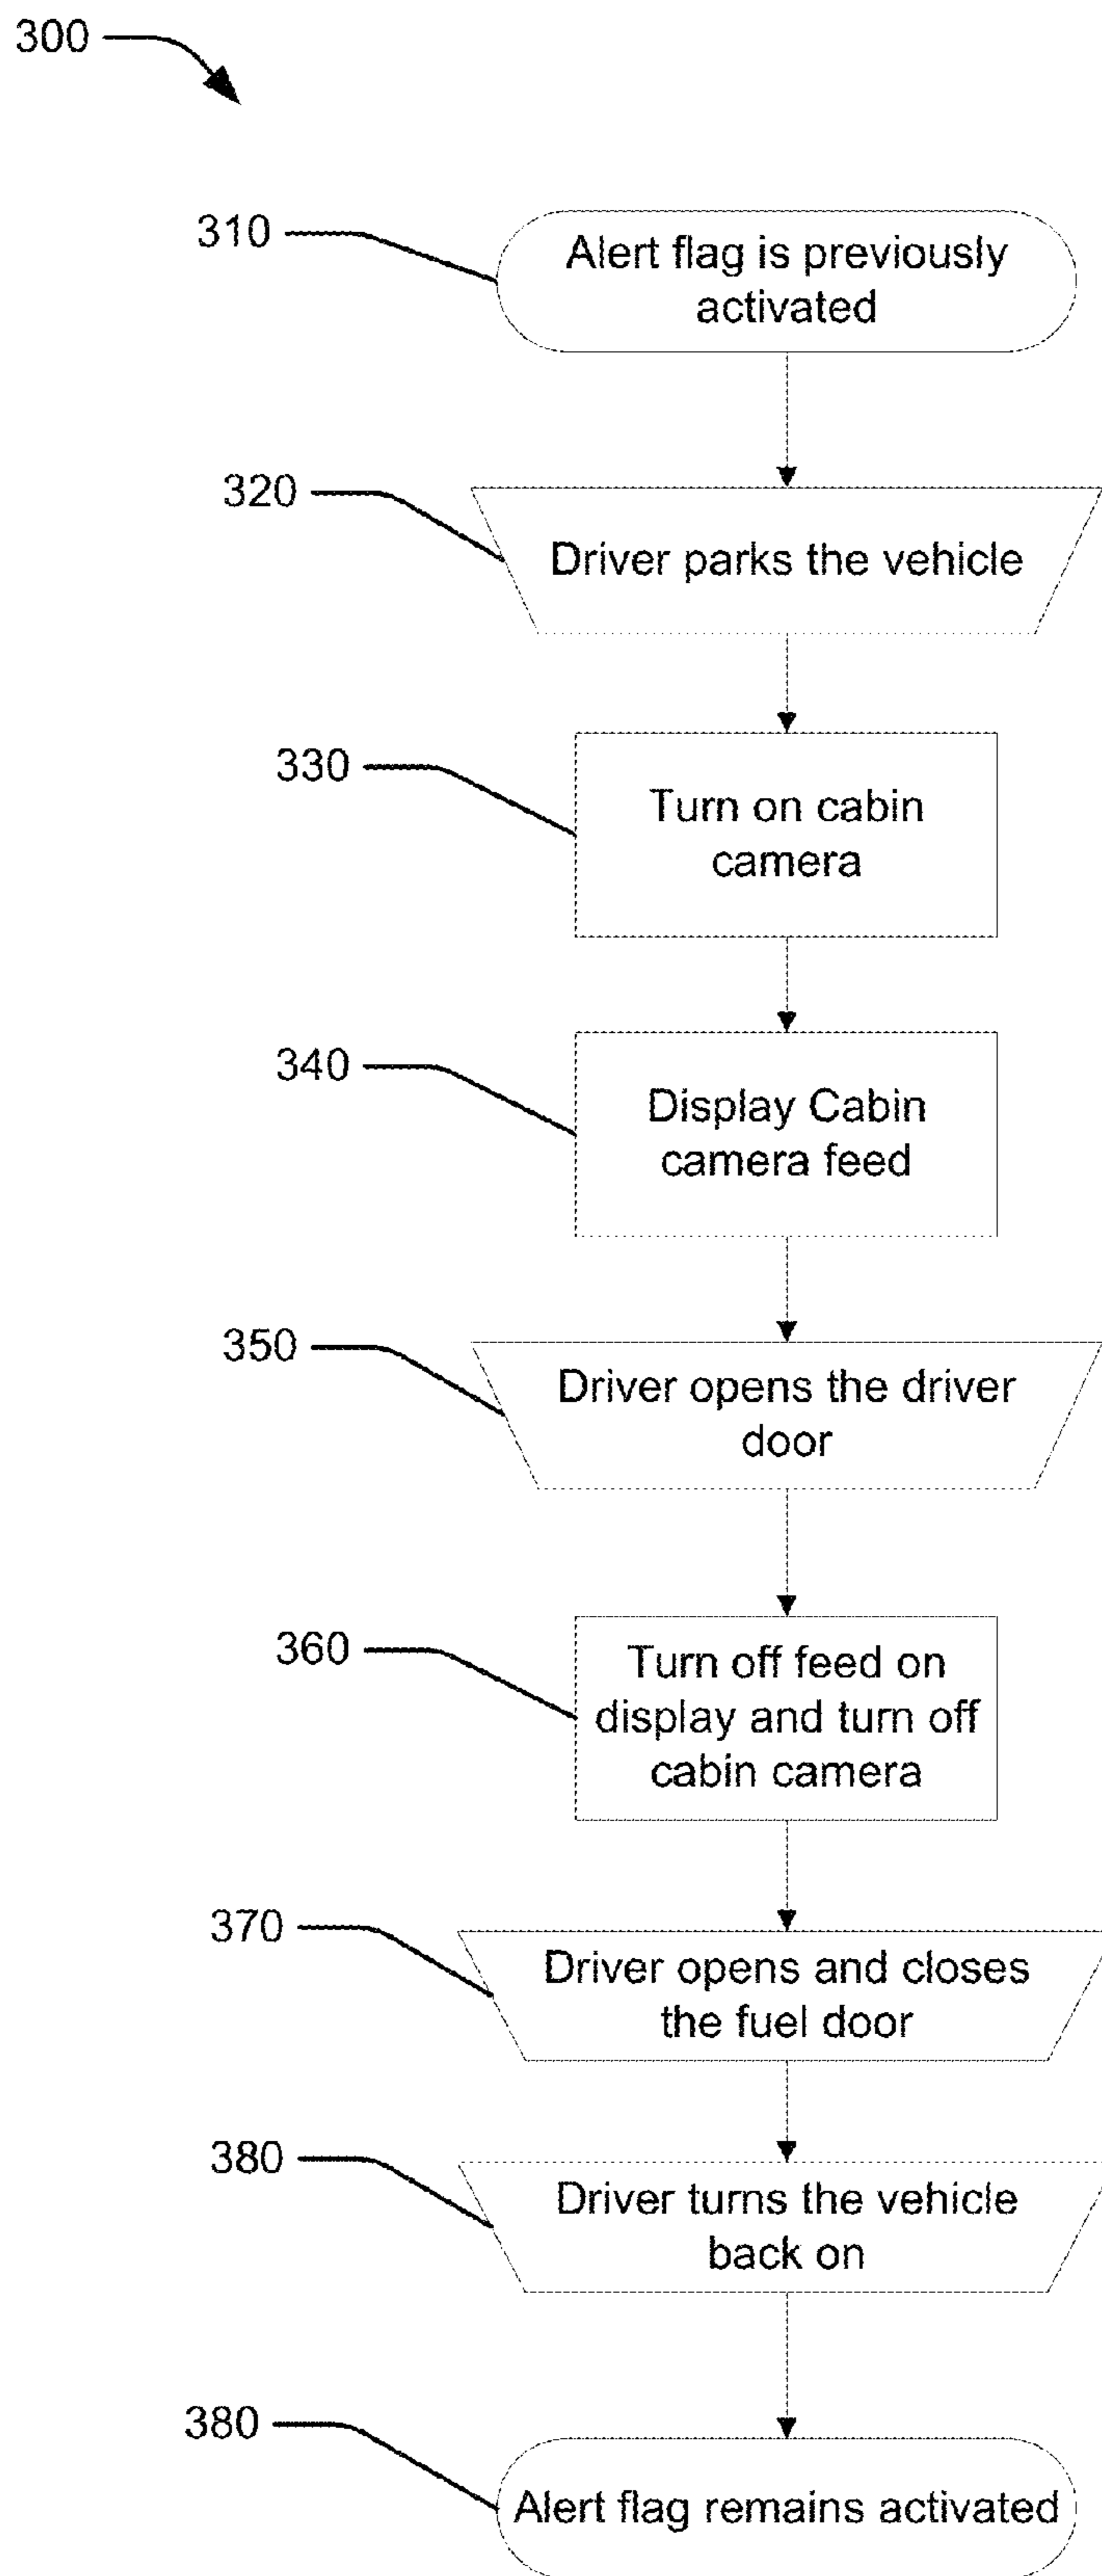 300
310
Alert flag is previously
activated
320
Driver parks the vehicle
330
Turn on cabin
camera
340
Display Cabin
camera feed
350
Driver opens the driver
door
360
Turn off feed on
display and turn off
cabin camera
370
Driver opens and closes
the fuel door
380
Driver turns the vehicle
back on
380
Alert flag remains activated